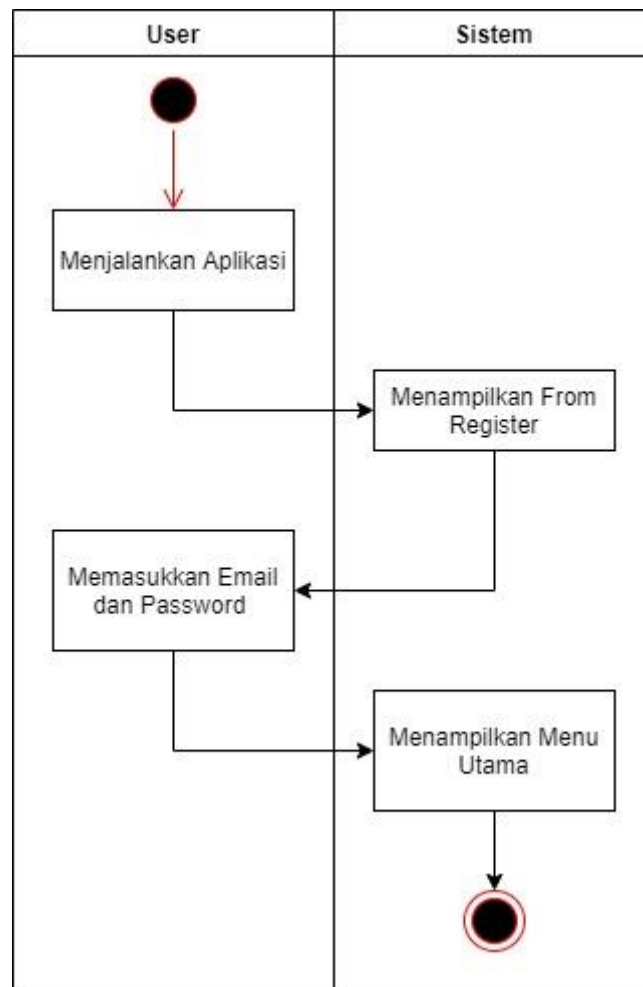 User
Sistem
Menjalankan Aplikasi
Menampilkan From
Register
Memasukkan Email
dan Password
Menampilkan Menu
Utama